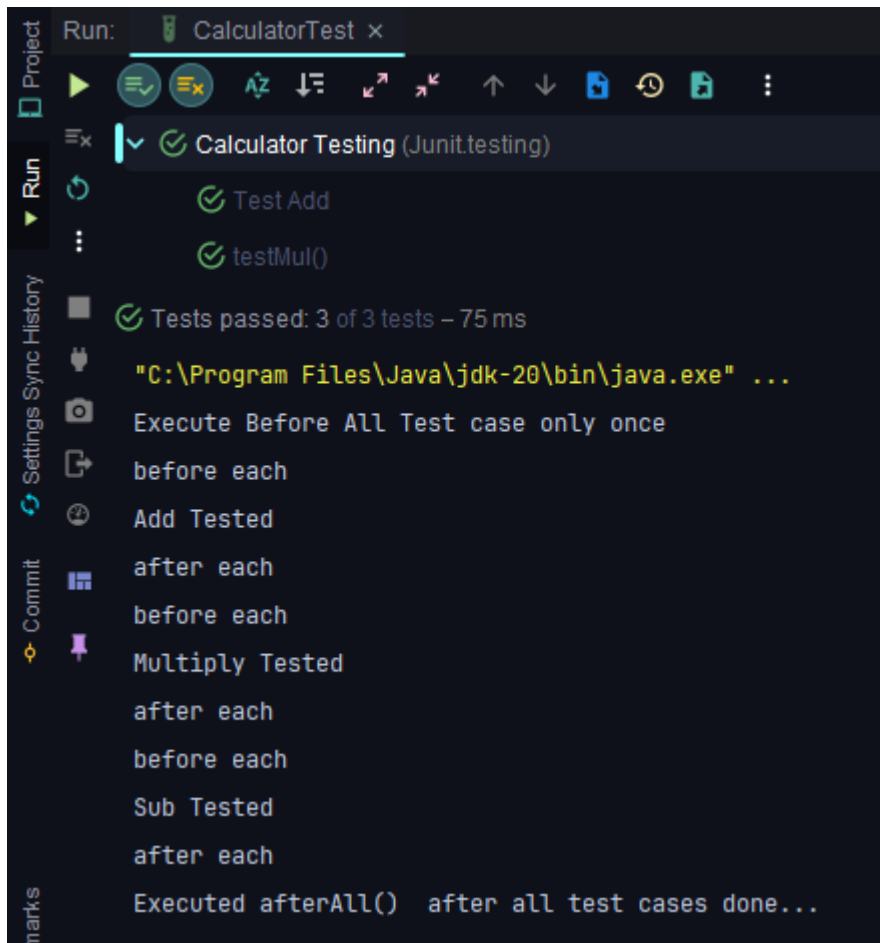 Run: CalculatorTest ×
Project
Run
Settings Sync History
Commit
marks
Calculator Testing (Junit.testing)
Test Add
testMul()
Tests passed: 3 of 3 tests – 75 ms
"C:\Program Files\Java\jdk-20\bin\java.exe" ...
Execute Before All Test case only once
before each
Add Tested
after each
before each
Multiply Tested
after each
before each
Sub Tested
after each
Executed afterAll()  after all test cases done...